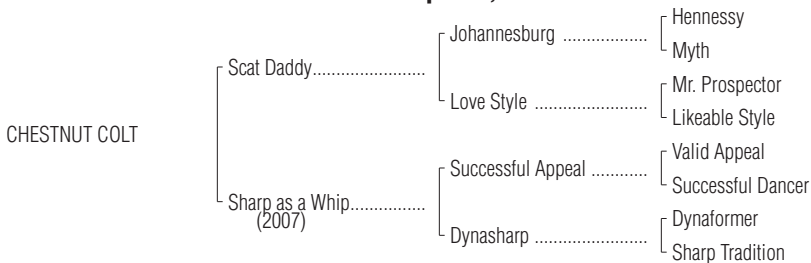 Hennessy
Johannesburg ...................
Myth
Scat Daddy.........................
Mr. Prospector
Love Style .........................
Likeable Style
CHESTNUT COLT
Valid Appeal
Successful Appeal ............
Successful Dancer
Sharp as a Whip.................
(2007)
Dynaformer
Dynasharp .........................
Sharp Tradition